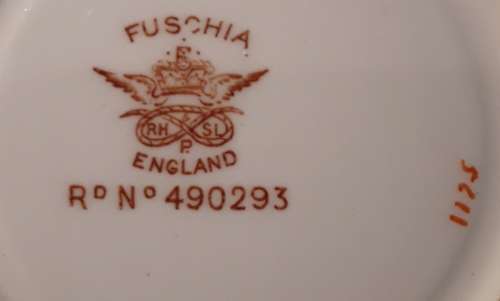 FUSCHIA
RH & SL
P
ENGLAND
RD NO 490293
1175